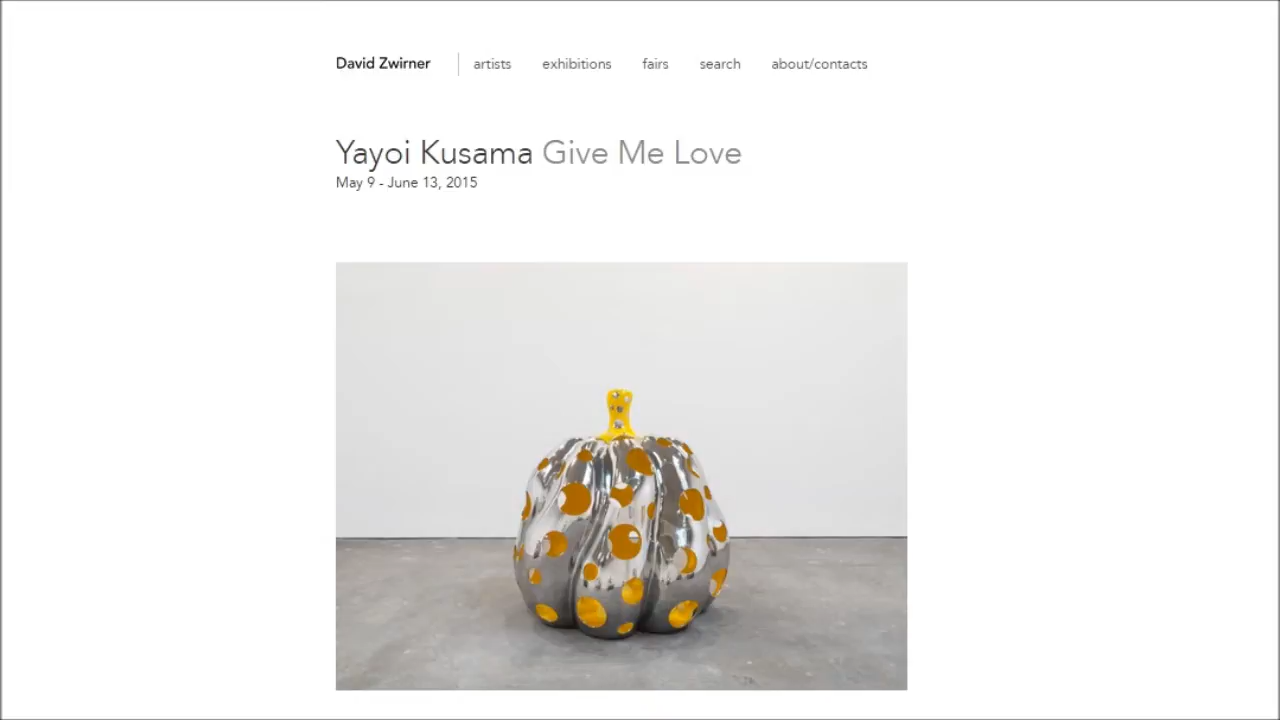 David Zwirner artists exhibitions fairs search about/contacts
Yayoi Kusama Give Me Love
May 9 - June 13, 2015